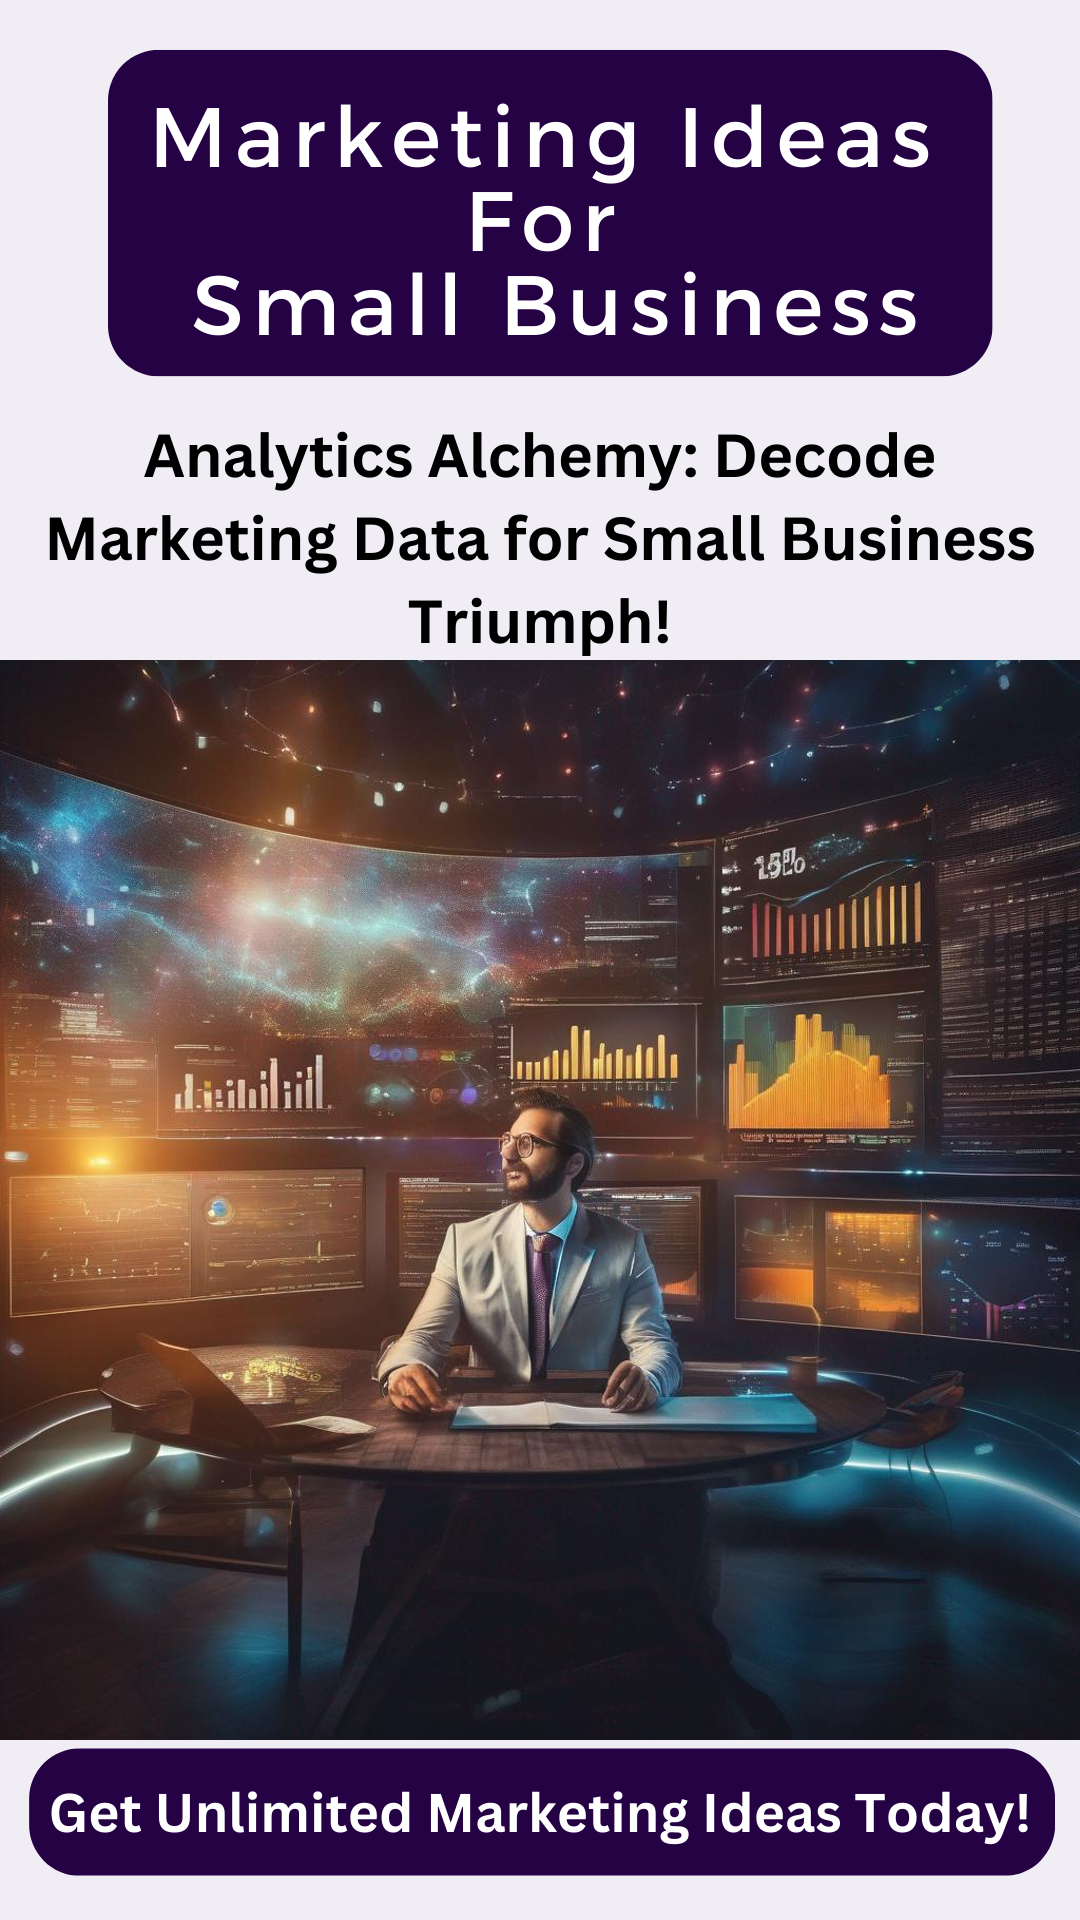 Marketing Ideas
For
Small Business
Analytics Alchemy: Decode
Marketing Data for Small Business
Triumph!
Get Unlimited Marketing Ideas Today!